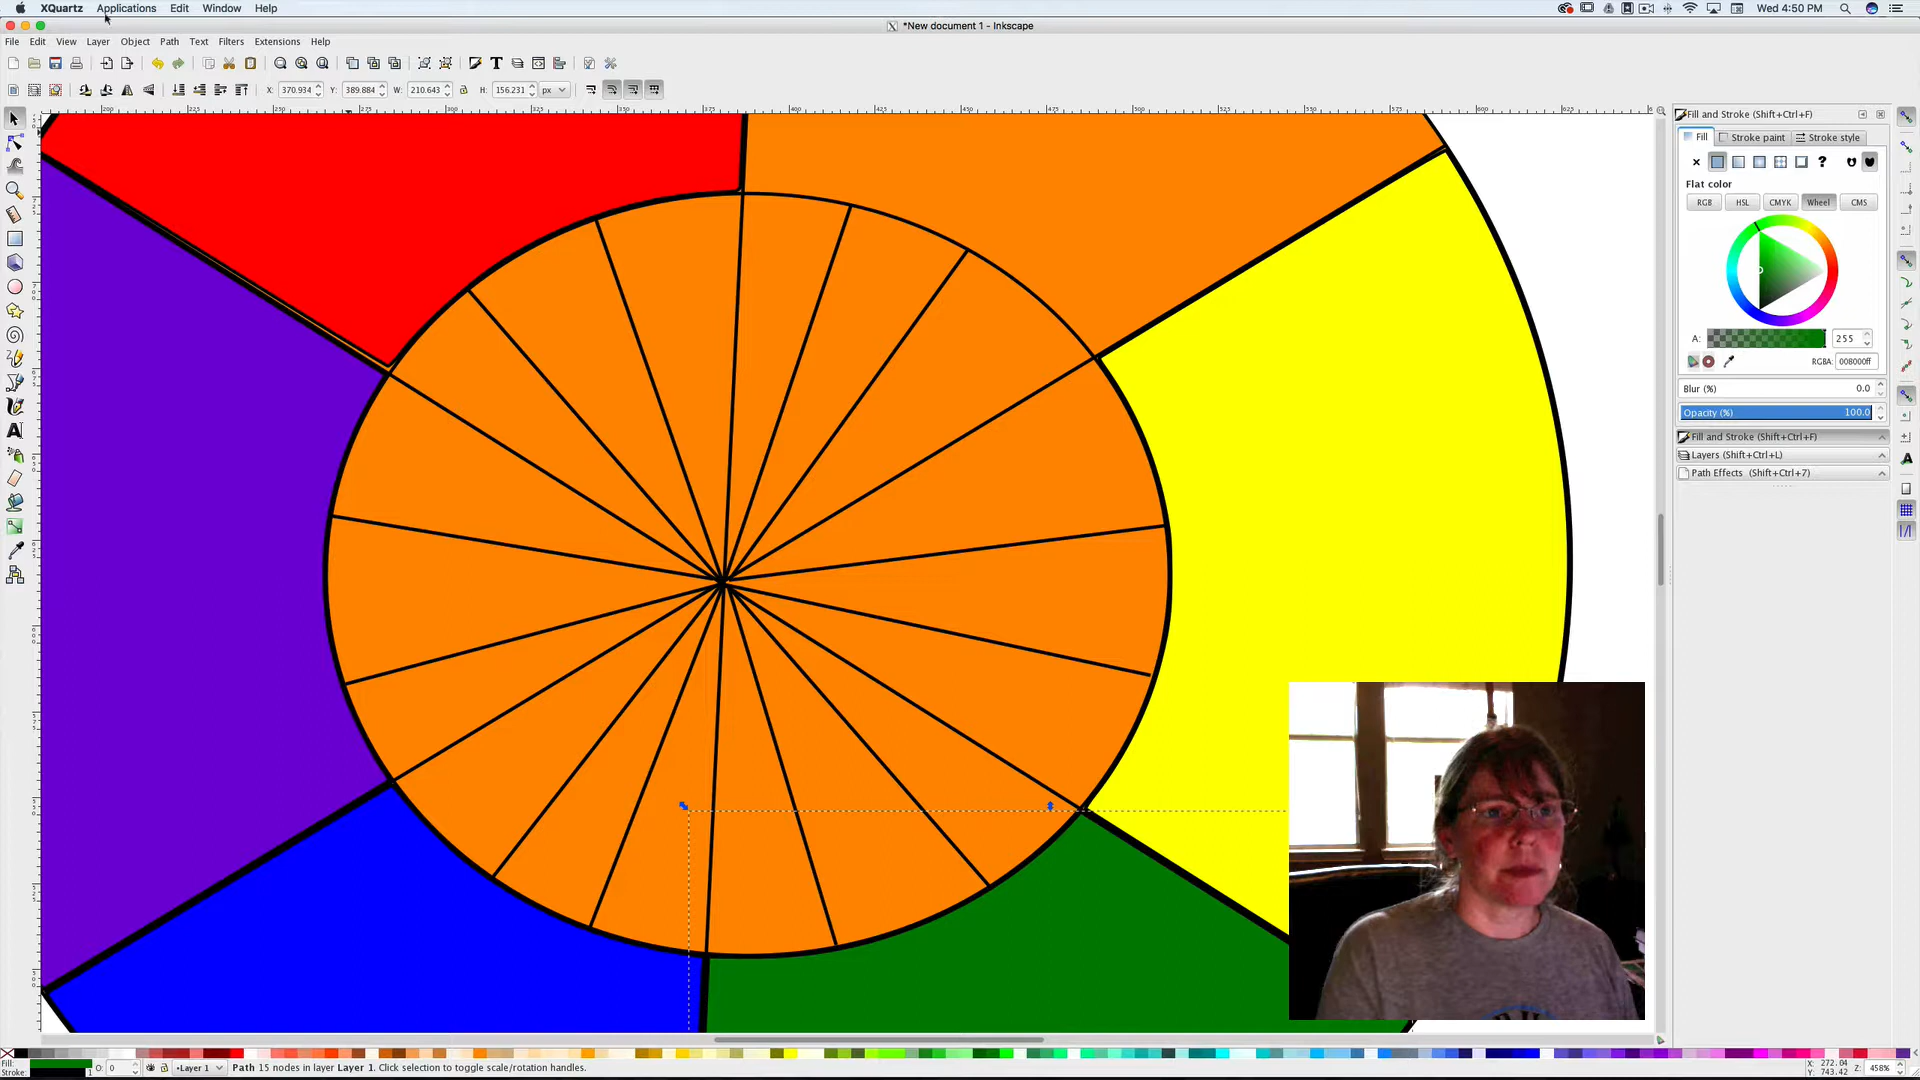 XQuartz Applications Edit Window Help Wed 4:50 PM
*New document 1 - Inkscape
File Edit View Layer Object Path Text Filters Extensions Help
X: 370.934 Y: 389.884 W: 210.643 H: 156.231 px
Fill and Stroke (Shift+Ctrl+F)
Fill Stroke paint Stroke style
Flat color
RGB HSL CMYK Wheel CMS
A: 255
RGBA: 008000ff
Blur (%) 0.0
Opacity (%) 100.0
Fill and Stroke (Shift+Ctrl+F)
Layers (Shift+Ctrl+L)
Path Effects (Shift+Ctrl+7)
Fill:
Stroke: 1 O: 0 •Layer 1 Path 15 nodes in layer Layer 1. Click selection to toggle scale/rotation handles.
X: 272.04
Y: 743.42 Z: 458%